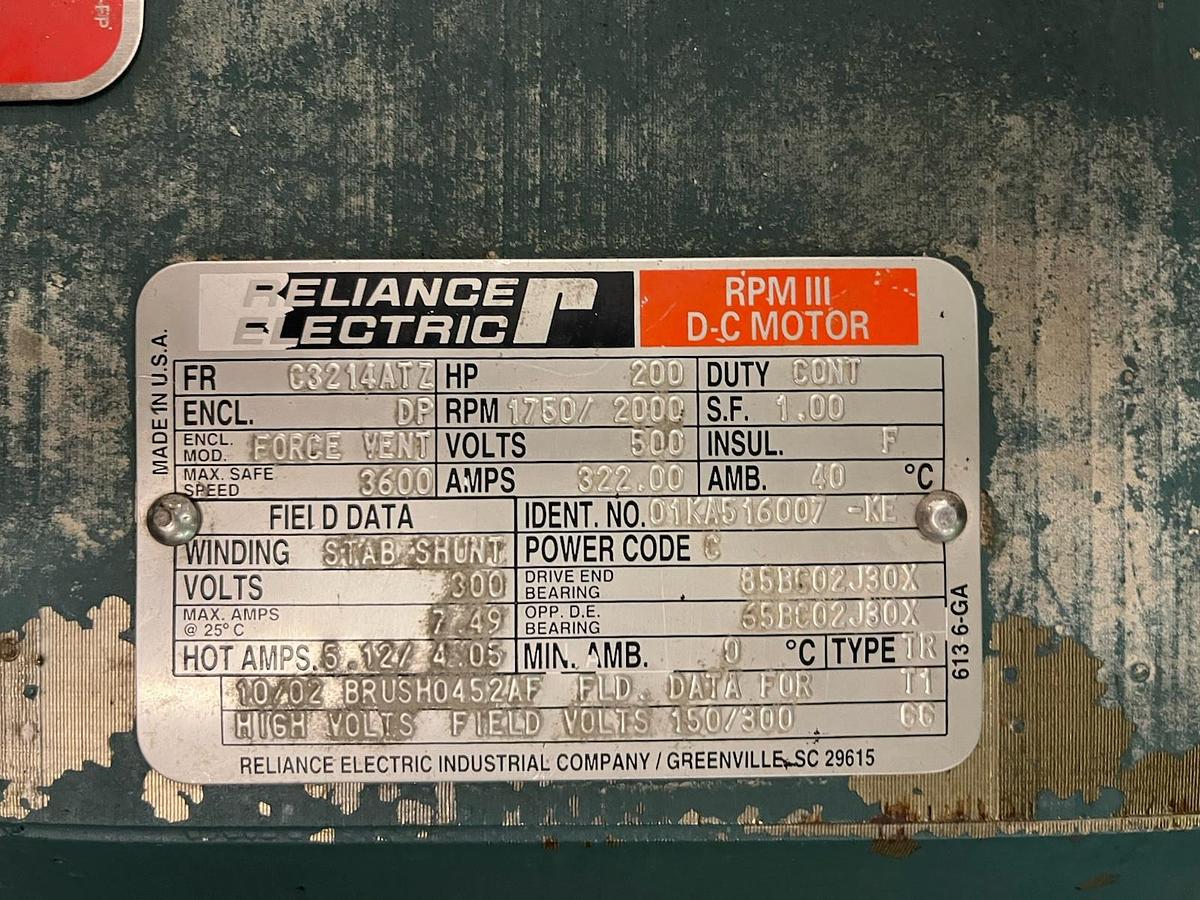 RELIANCE
ELECTRIC
RPM III
D-C MOTOR
MADE IN U.S.A.
FR C3214ATZ HP 200 DUTY CONT
ENCL. DP RPM 1750/ 2000 S.F. 1.00
ENCL. MOD. FORCE VENT VOLTS 500 INSUL. F
MAX. SAFE SPEED 3600 AMPS 322.00 AMB. 40 °C
FIELD DATA IDENT. NO. 01KA516007 -KE
WINDING STAB SHUNT POWER CODE C
VOLTS 300 DRIVE END BEARING 85BC02J30X
MAX. AMPS @ 25° C 7.49 OPP. D.E. BEARING 65BC02J30X
HOT AMPS. 5.12/ 4.05 MIN. AMB. 0 °C TYPE TR
10/02 BRUSH0452AF FLD. DATA FOR T1
HIGH VOLTS FIELD VOLTS 150/300 CG
RELIANCE ELECTRIC INDUSTRIAL COMPANY / GREENVILLE, SC 29615
613 6-GA